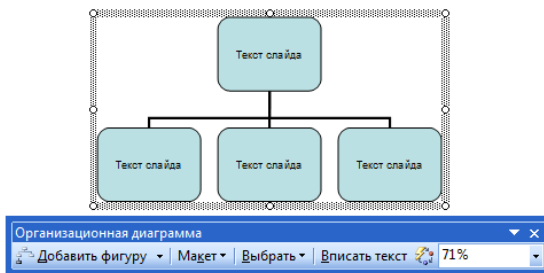 Текст слайда
Текст слайда Текст слайда Текст слайда
Организационная диаграмма
Добавить фигуру Макет Выбрать Вписать текст 71%